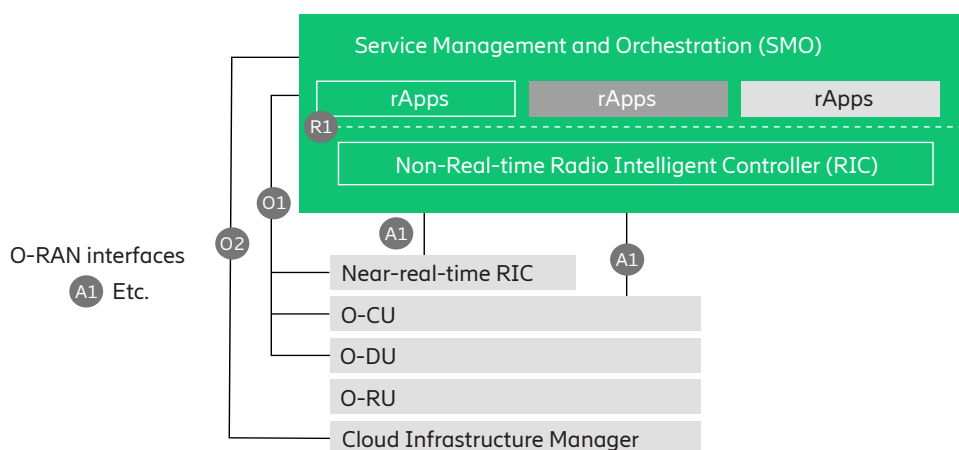 Service Management and Orchestration (SMO)
rApps
rApps
rApps
R1
Non-Real-time Radio Intelligent Controller (RIC)
O1
A1
O2
A1
O-RAN interfaces
A1 Etc.
Near-real-time RIC
O-CU
O-DU
O-RU
Cloud Infrastructure Manager